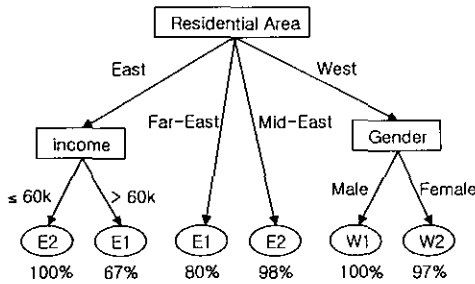 Residential Area
East
West
Far-East
Mid-East
income
Gender
≤ 60k
> 60k
Male
Female
E2
E1
E1
E2
W1
W2
100%
67%
80%
98%
100%
97%